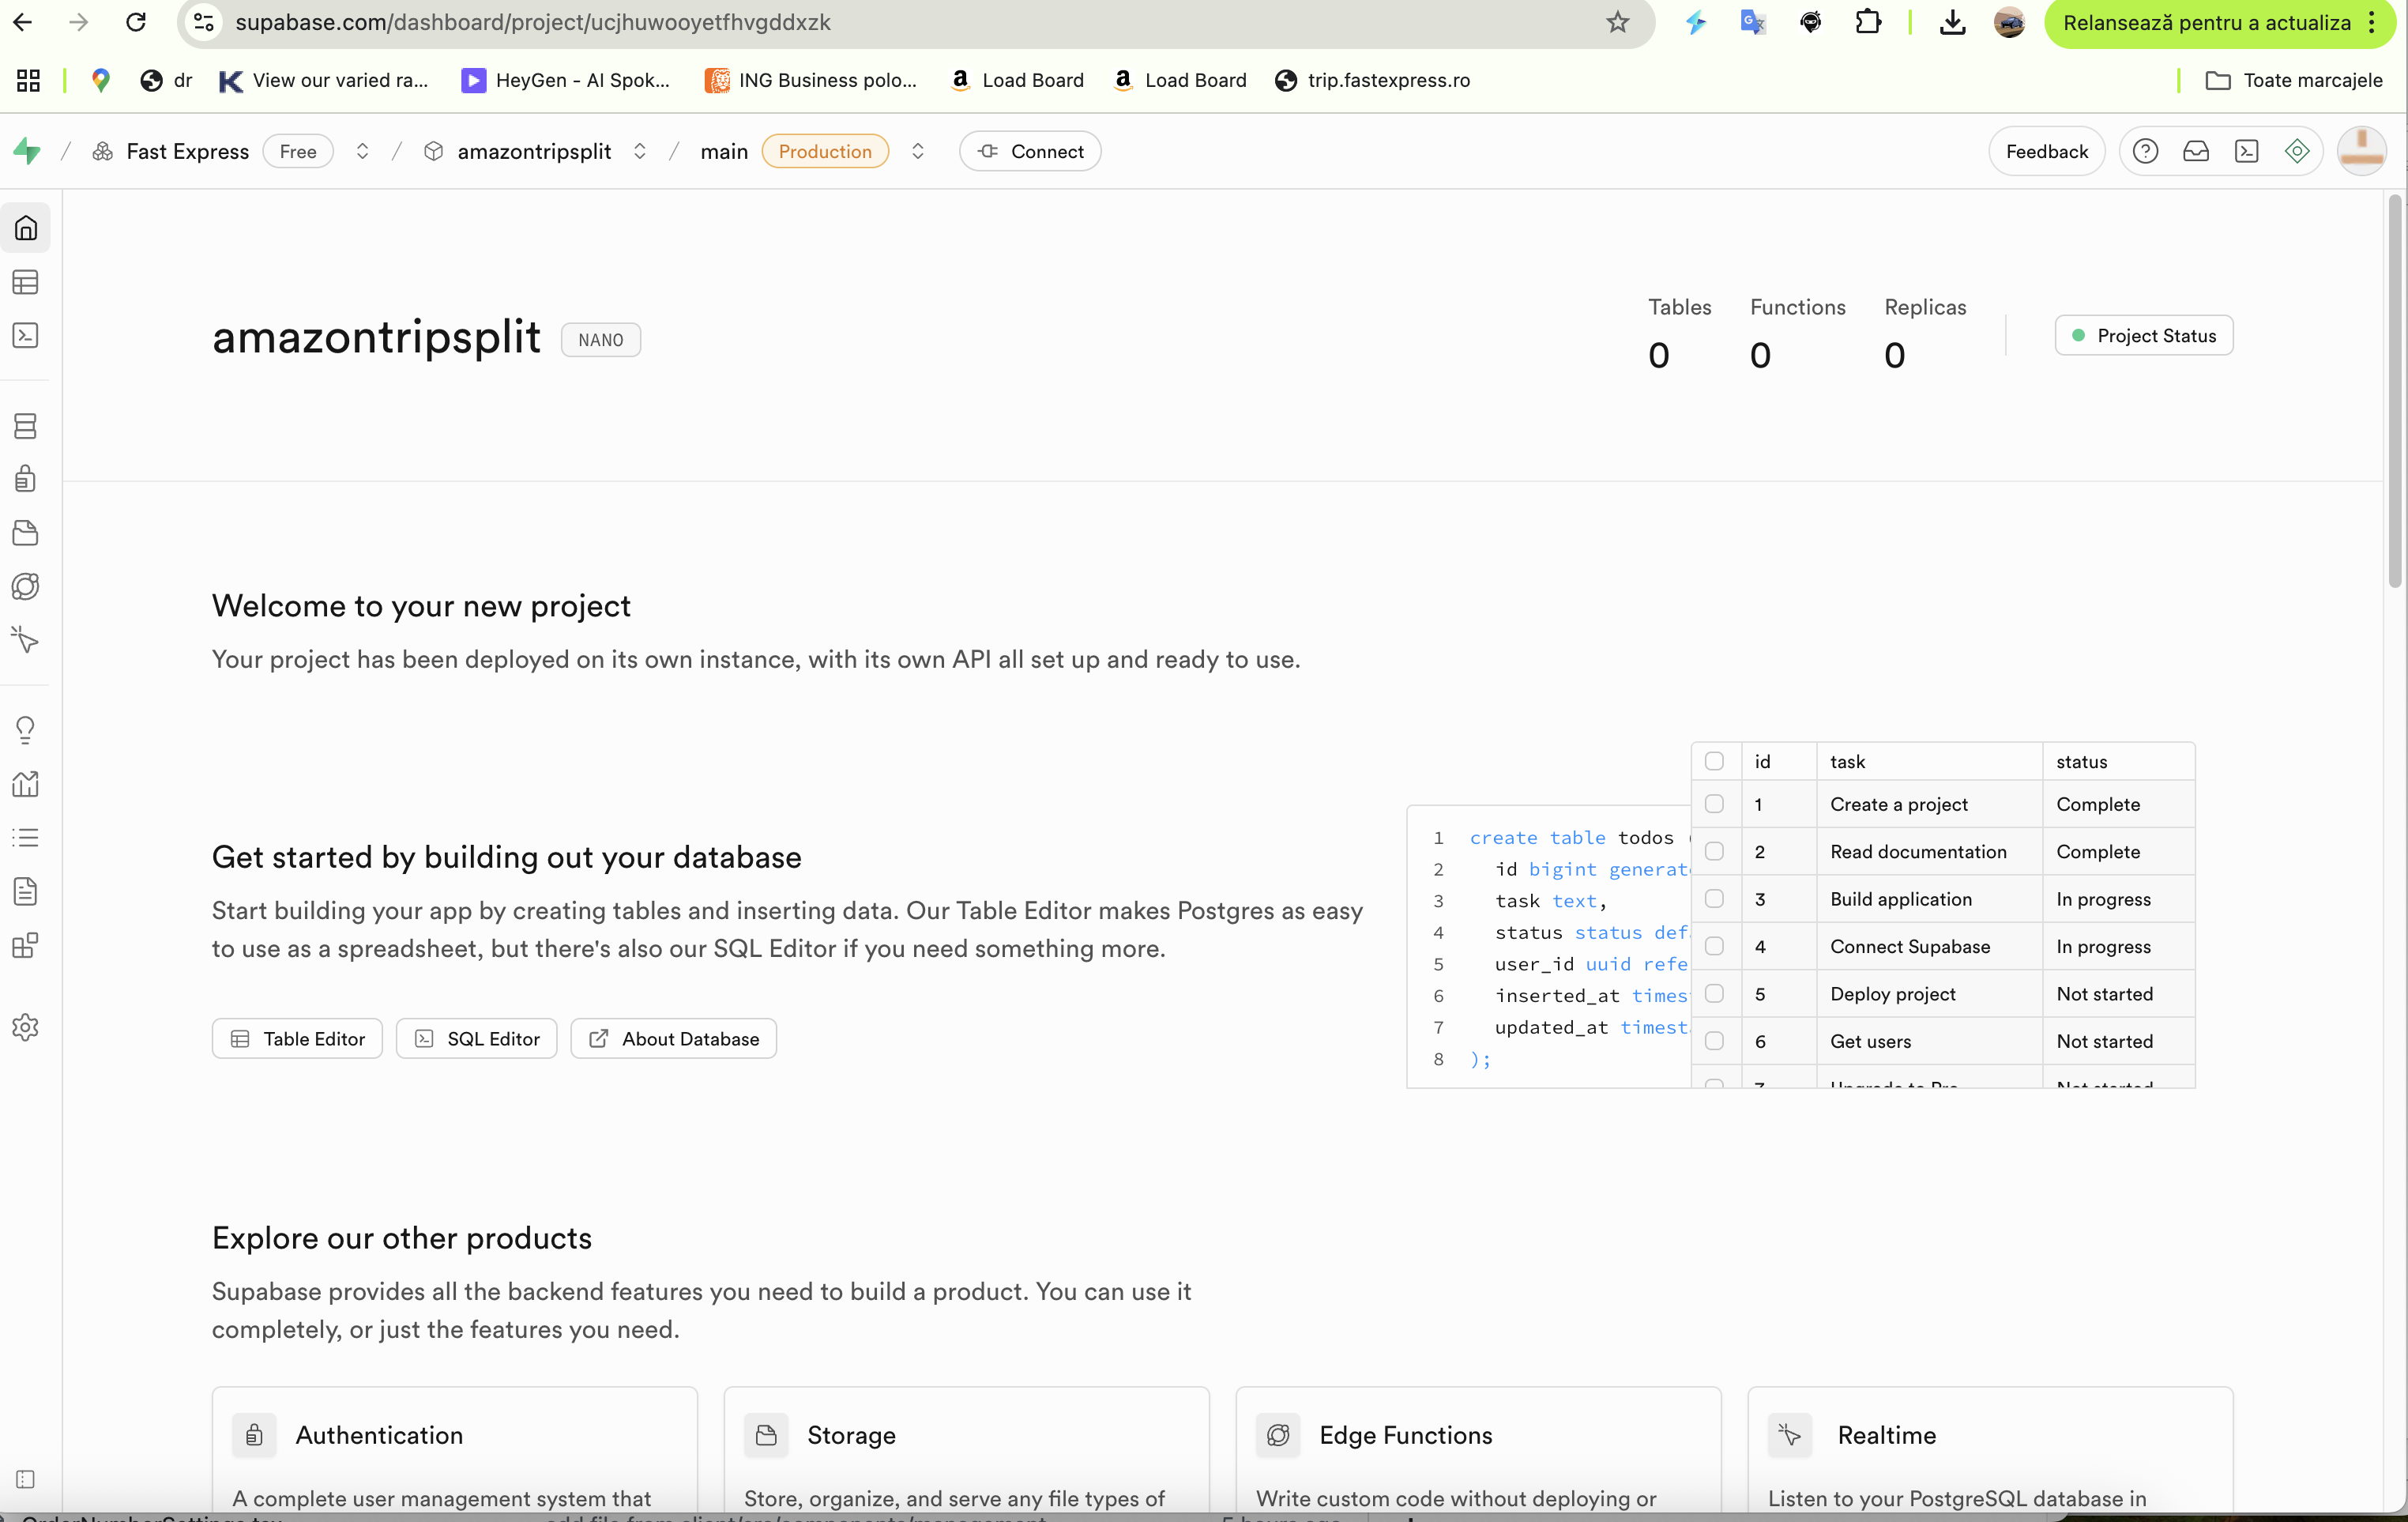 supabase.com/dashboard/project/ucjhuwooyetfhvgddxzk
Relansează pentru a actualiza
dr
View our varied ra...
HeyGen - AI Spok...
ING Business polo...
Load Board
Load Board
trip.fastexpress.ro
Toate marcajele
/ Fast Express Free / amazontripsplit / main Production Connect
Feedback
amazontripsplit NANO
Tables Functions Replicas
0 0 0
Project Status
Welcome to your new project
Your project has been deployed on its own instance, with its own API all set up and ready to use.
Get started by building out your database
Start building your app by creating tables and inserting data. Our Table Editor makes Postgres as easy
to use as a spreadsheet, but there's also our SQL Editor if you need something more.
Table Editor SQL Editor About Database
1 create table todos
2 id bigint generat
3 task text,
4 status status def
5 user_id uuid refe
6 inserted_at times
7 updated_at timest
8 );
id task status
1 Create a project Complete
2 Read documentation Complete
3 Build application In progress
4 Connect Supabase In progress
5 Deploy project Not started
6 Get users Not started
Explore our other products
Supabase provides all the backend features you need to build a product. You can use it
completely, or just the features you need.
Authentication
A complete user management system that
Storage
Store, organize, and serve any file types of
Edge Functions
Write custom code without deploying or
Realtime
Listen to your PostgreSQL database in